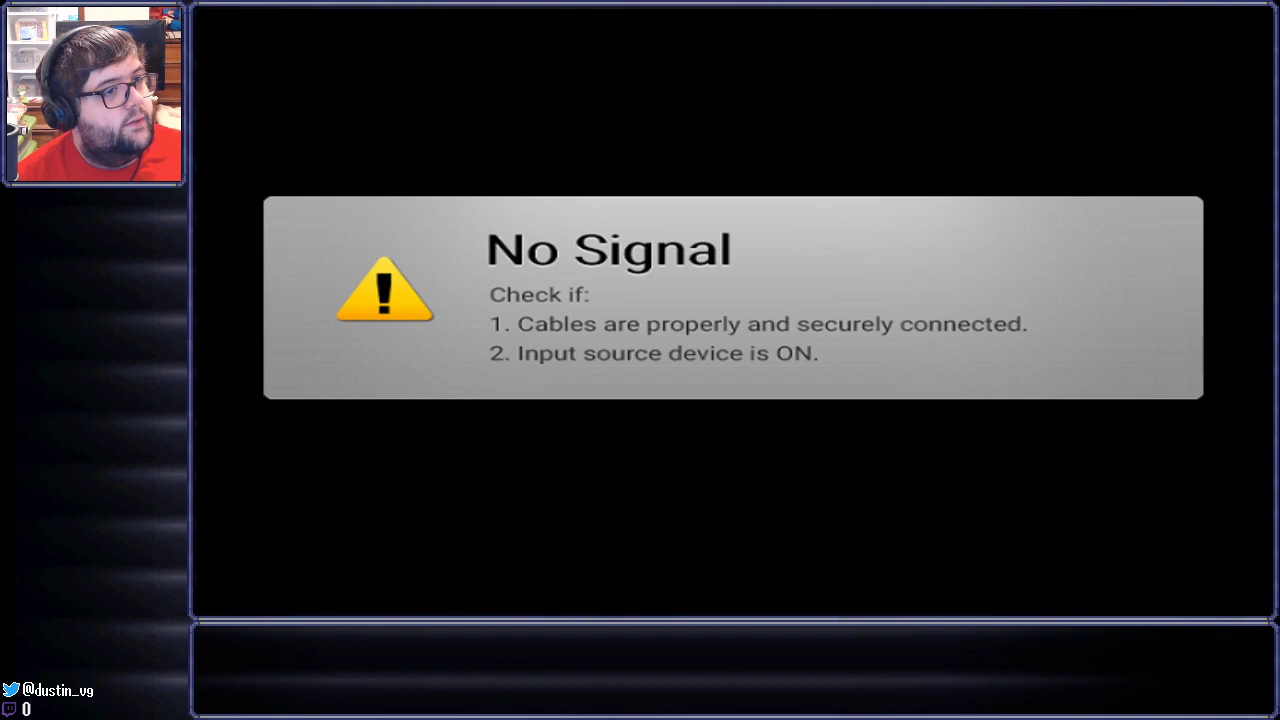 No Signal
Check if:
1. Cables are properly and securely connected.
2. Input source device is ON.
@dustin_vg
0